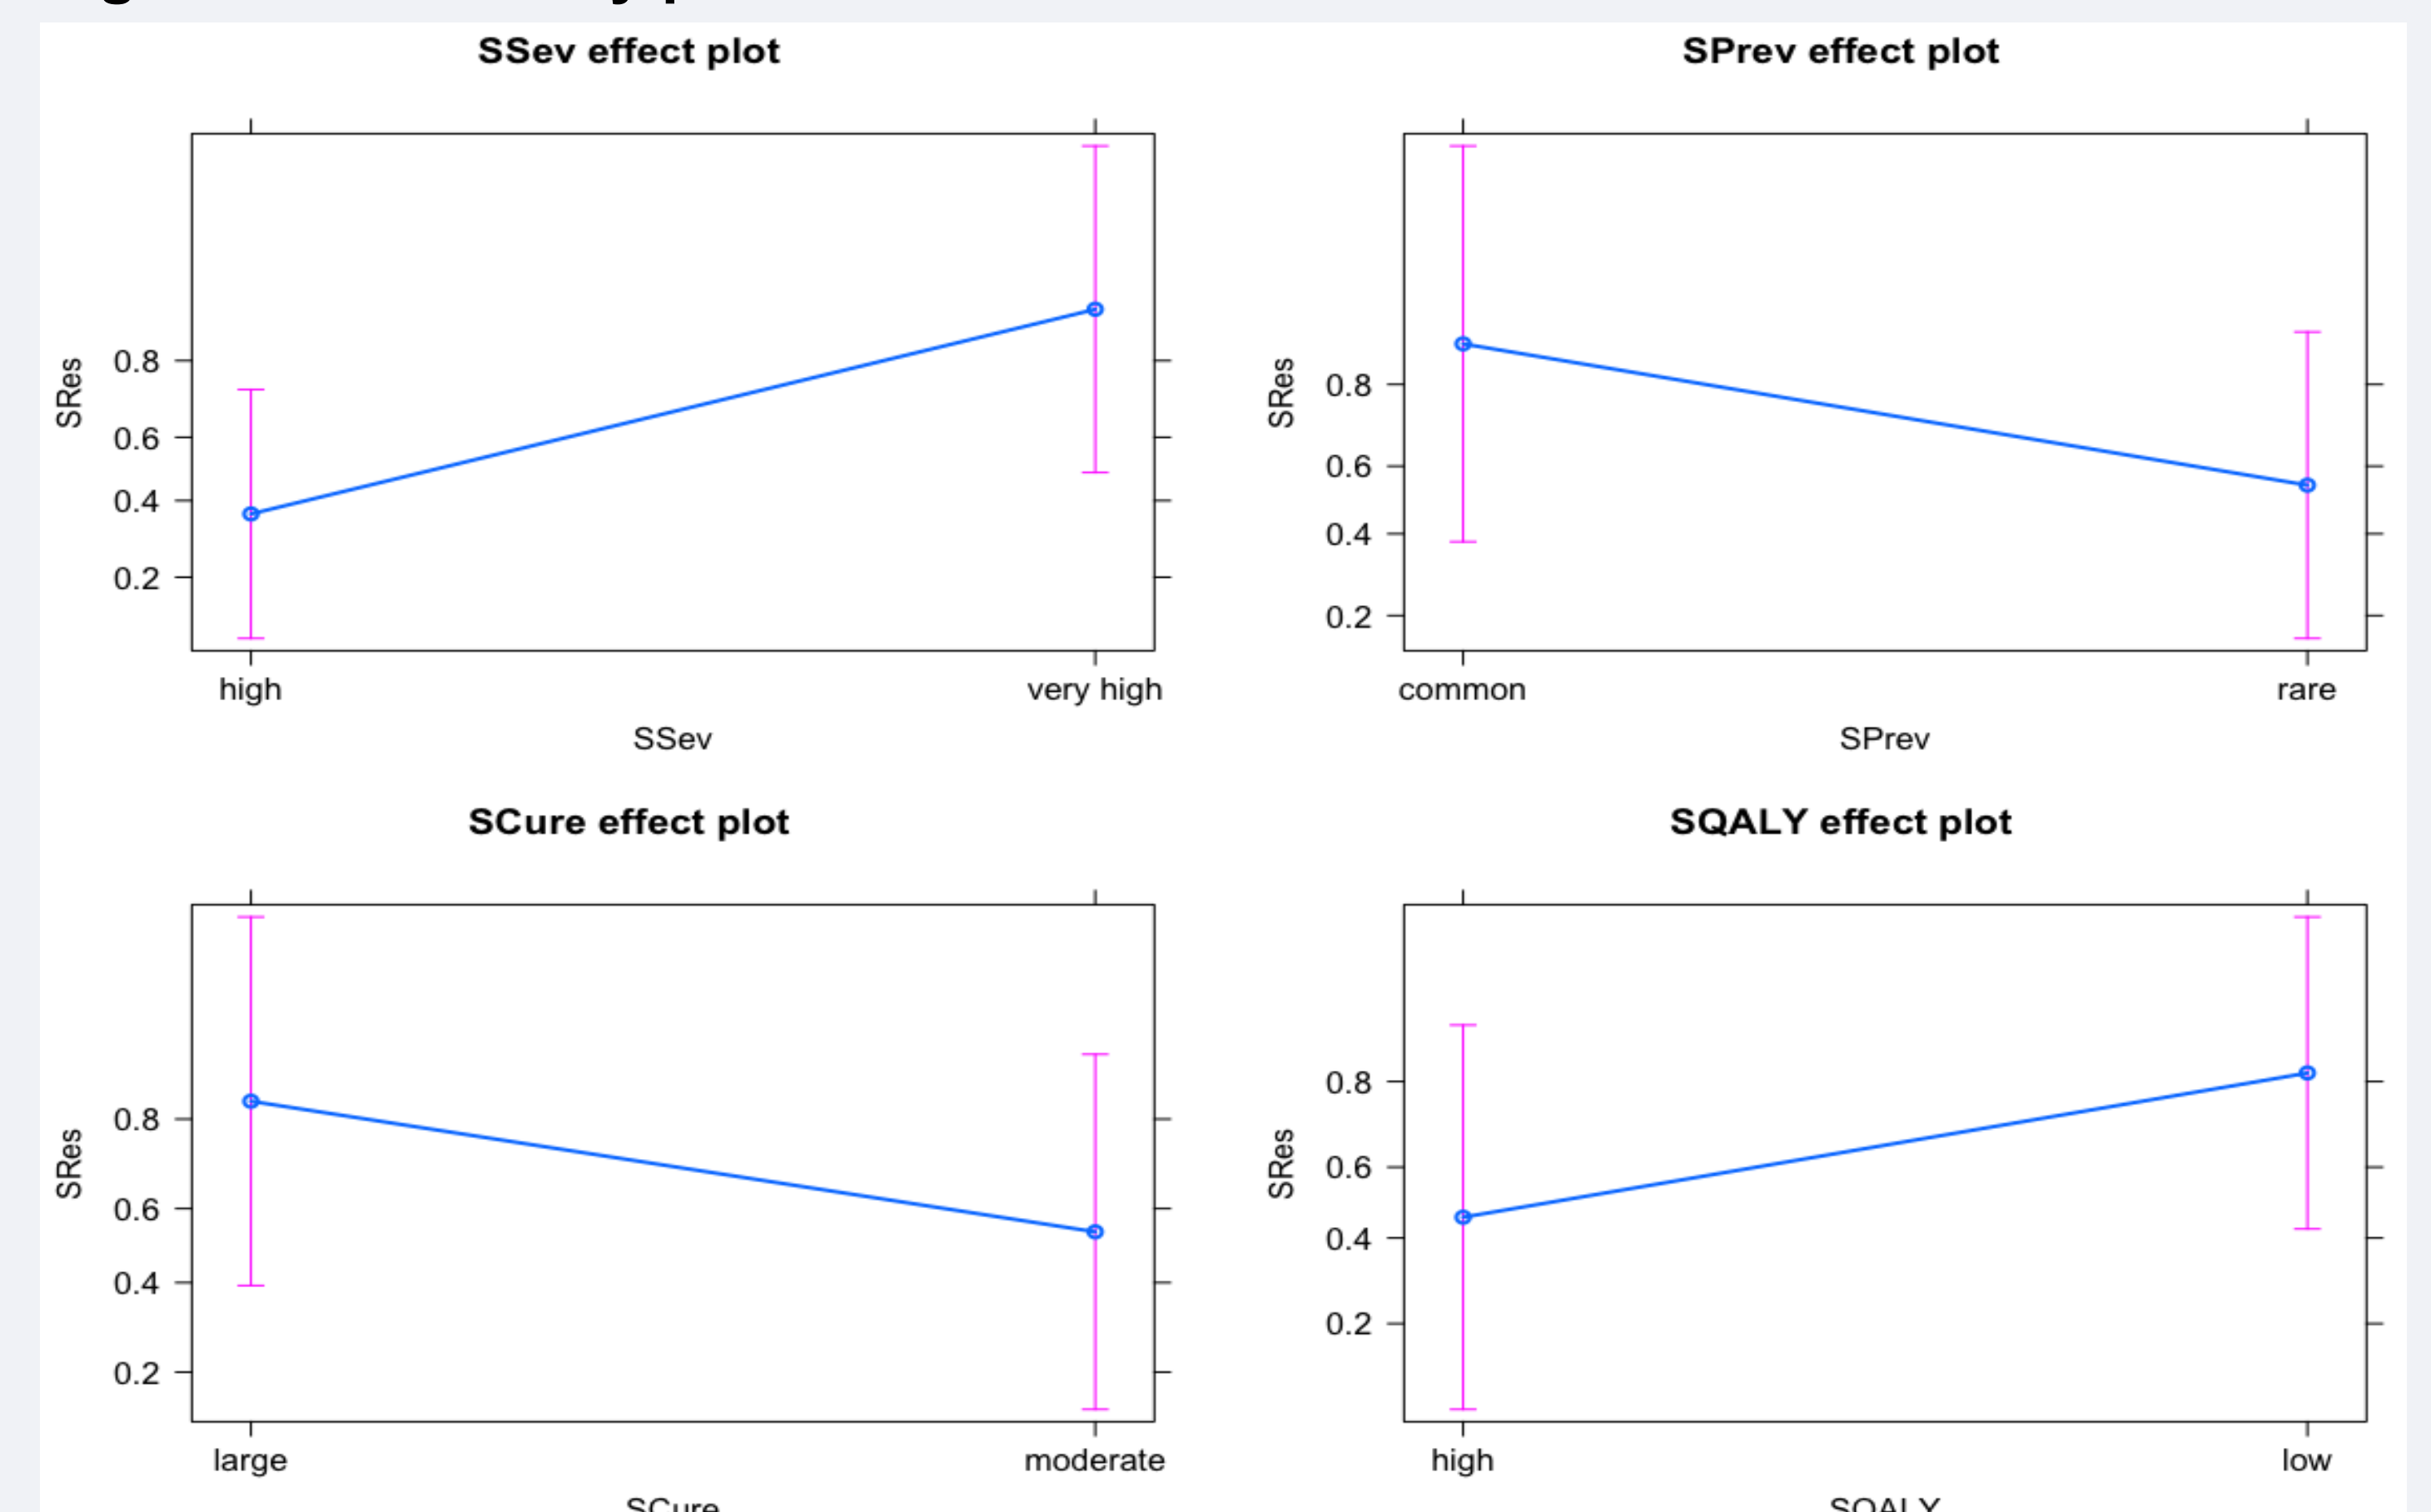 SSev effect plot
SRes
0.8
0.6
0.4
0.2
high very high
SSev
SPrev effect plot
SRes
0.8
0.6
0.4
0.2
common rare
SPrev
SCure effect plot
SRes
0.8
0.6
0.4
0.2
large moderate
SCure
SQALY effect plot
SRes
0.8
0.6
0.4
0.2
high low
SQALY